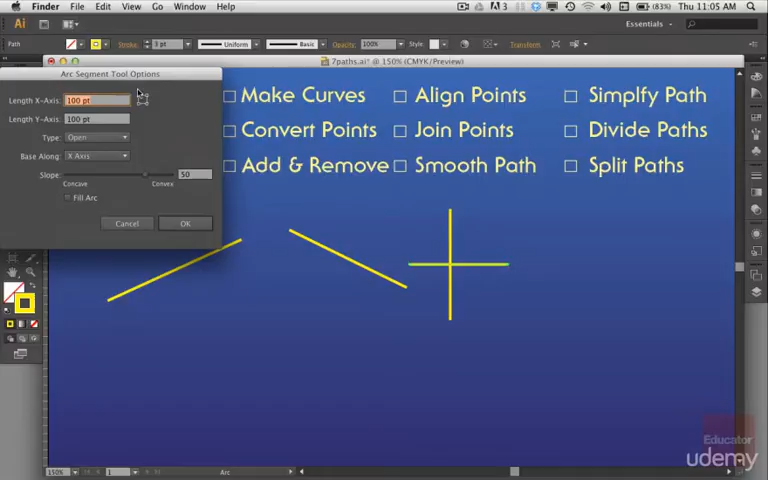 Finder File Edit View Go Window Help
(83%) Thu 11:05 AM
Ai
Essentials
Path Stroke: 3 pt Uniform Basic Opacity: 100% Style: Transform
7paths.ai* @ 150% (CMYK/Preview)
Arc Segment Tool Options
Length X-Axis: 100 pt
Length Y-Axis: 100 pt
Type: Open
Base Along: X Axis
Slope: 50
Concave Convex
Fill Arc
Cancel OK
Make Curves Align Points Simplfy Path
Convert Points Join Points Divide Paths
Add & Remove Smooth Path Split Paths
Educator
udemy
150% 1 Arc